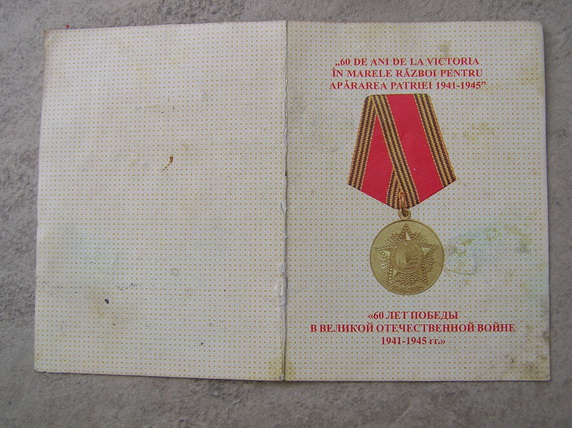 „60 DE ANI DE LA VICTORIA
ÎN MARELE RĂZBOI PENTRU
APĂRAREA PATRIEI 1941-1945”
«60 ЛЕТ ПОБЕДЫ
В ВЕЛИКОЙ ОТЕЧЕСТВЕННОЙ ВОЙНЕ
1941-1945 гг.»